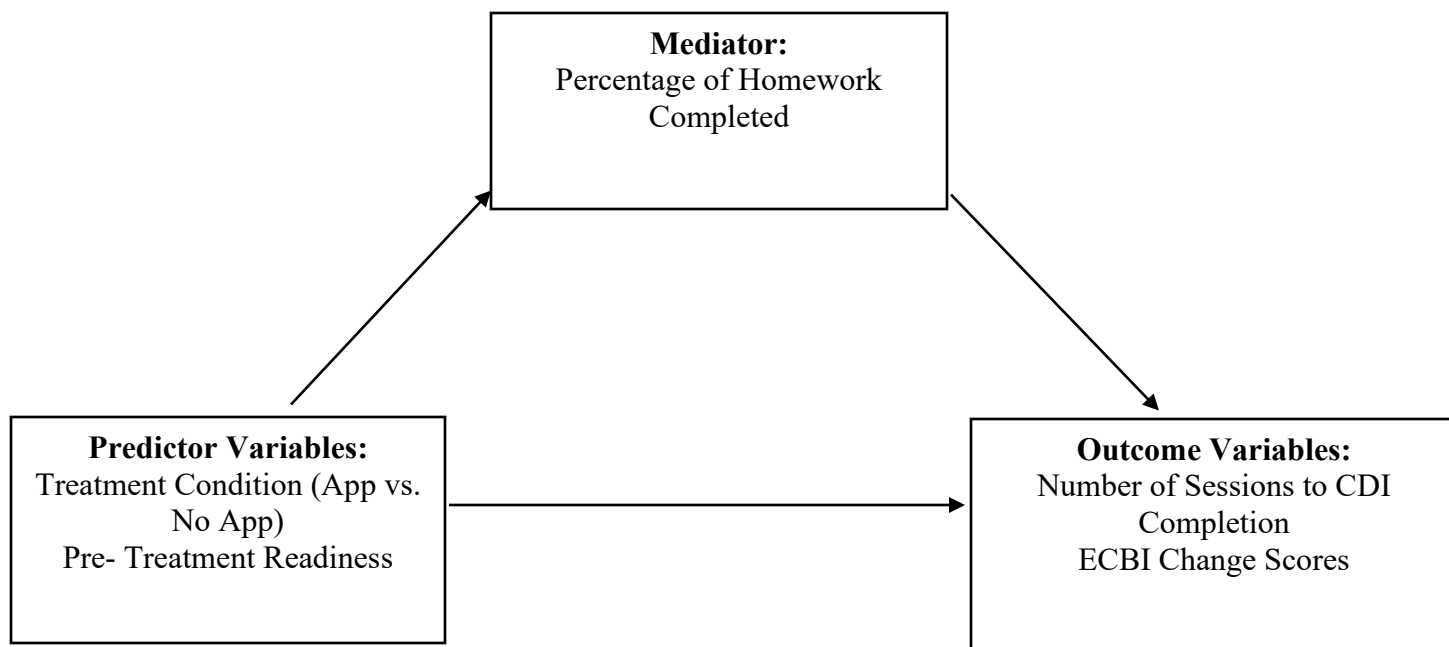 Mediator:
Percentage of Homework
Completed
Predictor Variables:
Treatment Condition (App vs.
No App)
Pre- Treatment Readiness
Outcome Variables:
Number of Sessions to CDI
Completion
ECBI Change Scores